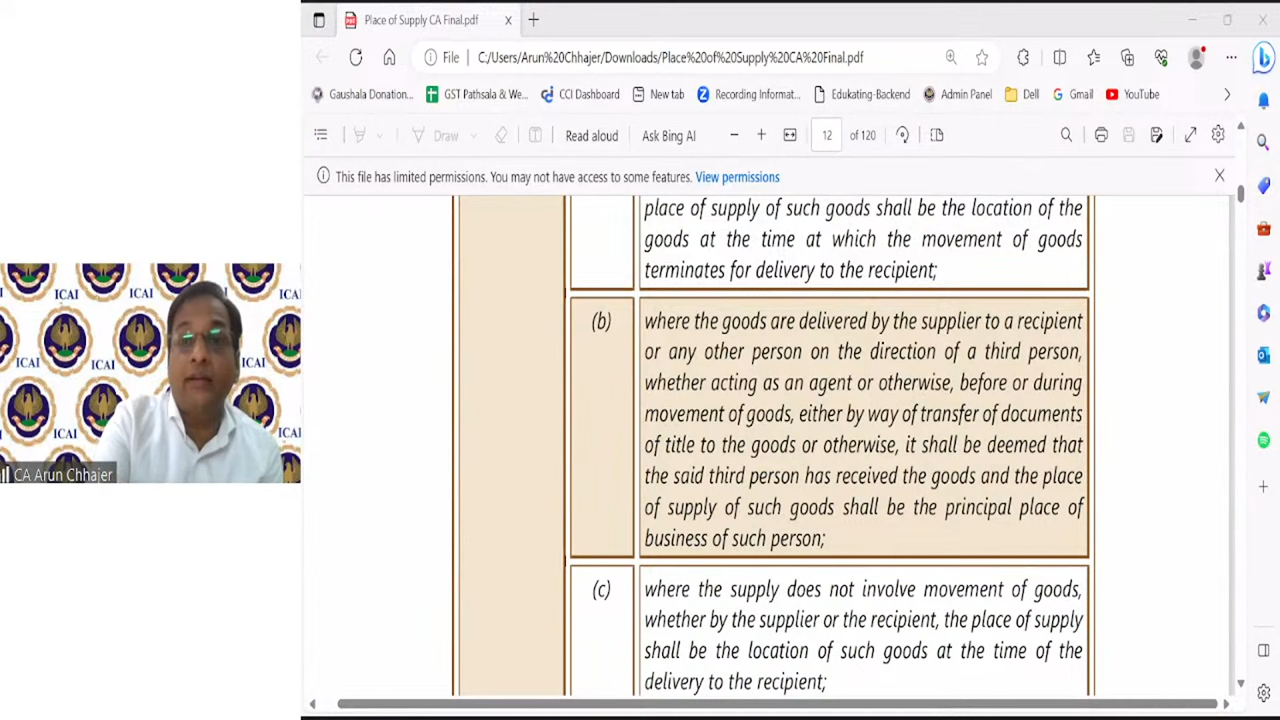 Place of Supply CA Final.pdf
File
C:/Users/Arun%20Chhajer/Downloads/Place%20of%20Supply%20CA%20Final.pdf
Gaushala Donation...
GST Pathsala & We...
CCI Dashboard
New tab
Recording Informat...
Edukating-Backend
Admin Panel
Dell
Gmail
YouTube
Draw
Read aloud
Ask Bing AI
12
of 120
This file has limited permissions. You may not have access to some features. View permissions
place of supply of such goods shall be the location of the
goods at the time at which the movement of goods
terminates for delivery to the recipient;
(b)
where the goods are delivered by the supplier to a recipient
or any other person on the direction of a third person,
whether acting as an agent or otherwise, before or during
movement of goods, either by way of transfer of documents
of title to the goods or otherwise, it shall be deemed that
the said third person has received the goods and the place
of supply of such goods shall be the principal place of
business of such person;
(c)
where the supply does not involve movement of goods,
whether by the supplier or the recipient, the place of supply
shall be the location of such goods at the time of the
delivery to the recipient;
ICAI
ICAI
ICAI
ICAI
ICAI
ICAI
CA Arun Chhajer